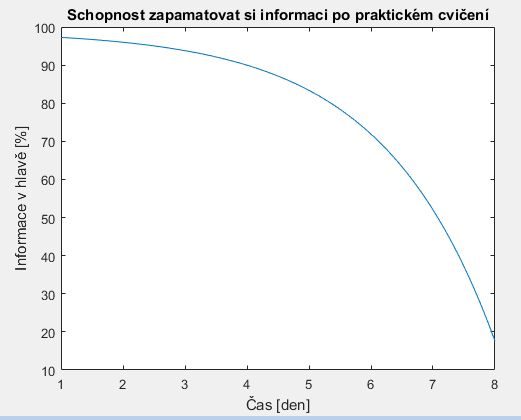 Schopnost zapamatovat si informaci po praktickém cvičení
100
90
80
70
60
50
40
30
20
10
Informace v hlavě [%]
1 2 3 4 5 6 7 8
Čas [den]